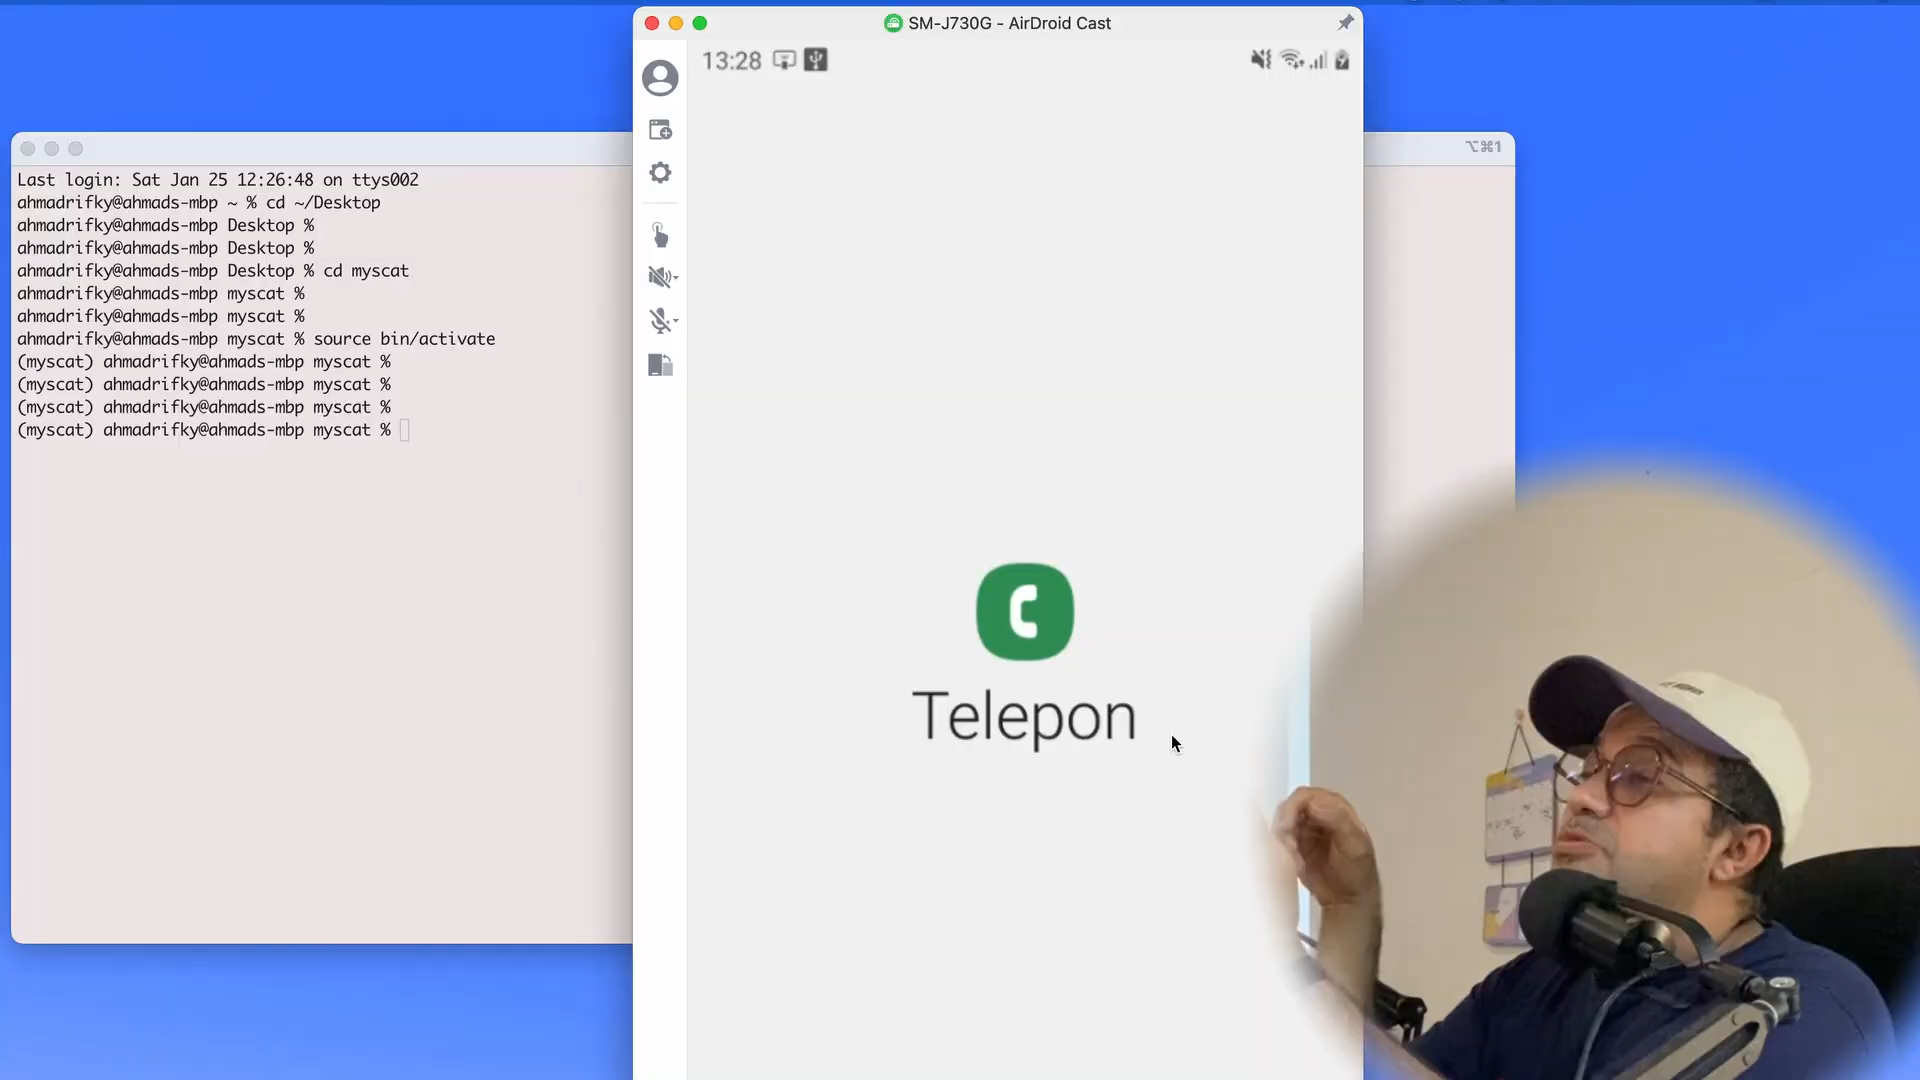 SM-J730G - AirDroid Cast
13:28
⌥⌘1
Last login: Sat Jan 25 12:26:48 on ttys002
ahmadrifky@ahmads-mbp ~ % cd ~/Desktop
ahmadrifky@ahmads-mbp Desktop %
ahmadrifky@ahmads-mbp Desktop %
ahmadrifky@ahmads-mbp Desktop % cd myscat
ahmadrifky@ahmads-mbp myscat %
ahmadrifky@ahmads-mbp myscat %
ahmadrifky@ahmads-mbp myscat % source bin/activate
(myscat) ahmadrifky@ahmads-mbp myscat %
(myscat) ahmadrifky@ahmads-mbp myscat %
(myscat) ahmadrifky@ahmads-mbp myscat %
(myscat) ahmadrifky@ahmads-mbp myscat %
Telepon